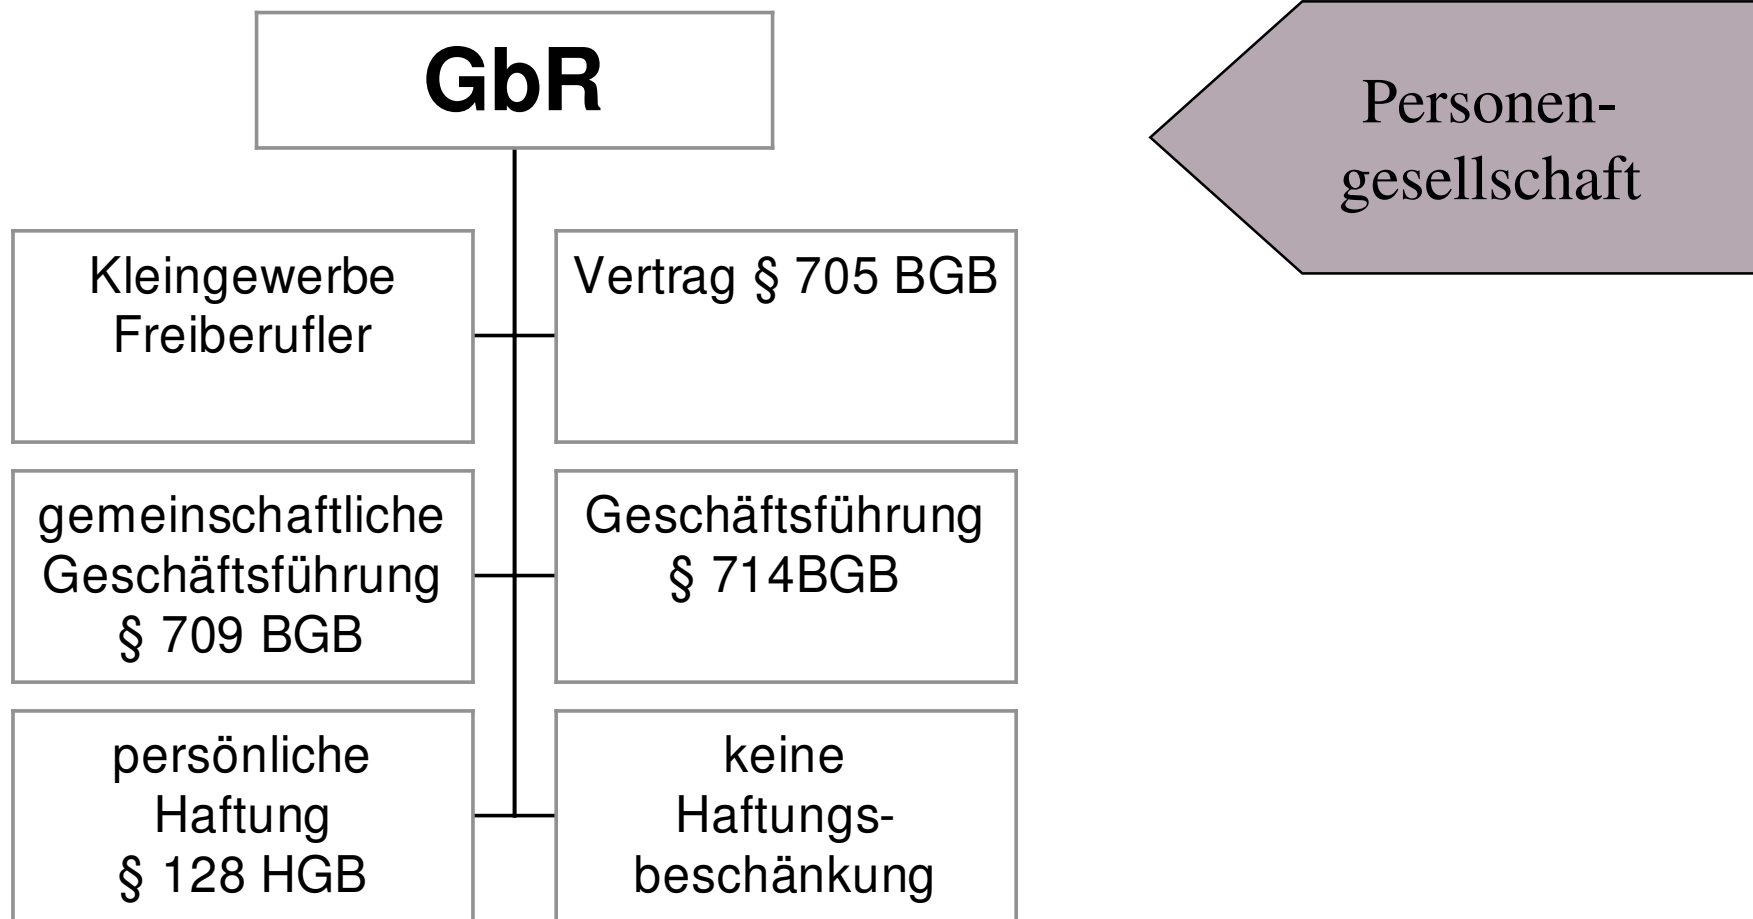 GbR
Personen-
gesellschaft
Kleingewerbe
Freiberufler
Vertrag § 705 BGB
gemeinschaftliche
Geschäftsführung
§ 709 BGB
Geschäftsführung
§ 714BGB
persönliche
Haftung
§ 128 HGB
keine
Haftungs-
beschänkung